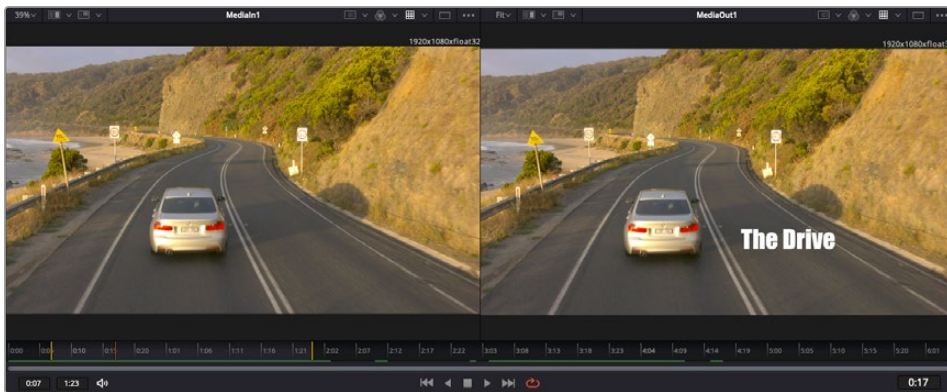 39%
MediaIn1
1920x1080xfloat32
Fit
MediaOut1
1920x1080xfloat32
The Drive
0:00 0:10 0:20 1:01 1:06 1:11 1:16 1:21 2:02 2:07 2:12 2:17 2:22 3:03 3:08 3:13 3:18 3:23 4:04 4:09 4:14 4:19 5:00 5:05 5:10 5:15 5:20 6:01
0:07 1:23 0:17